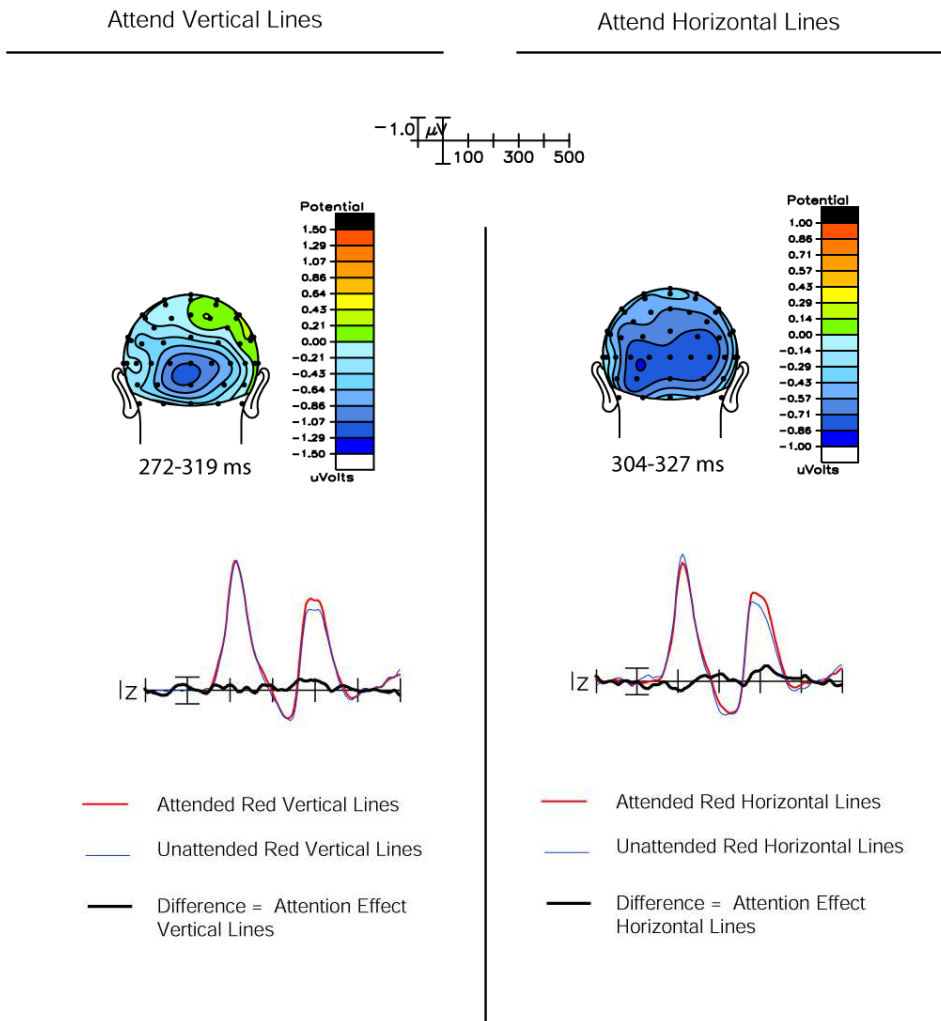 Attend Vertical Lines
Attend Horizontal Lines
-1.0 μV
100 300 500
Potential
1.50
1.29
1.07
0.86
0.64
0.43
0.21
0.00
-0.21
-0.43
-0.64
-0.86
-1.07
-1.29
-1.50
uVolts
272-319 ms
Potential
1.00
0.86
0.71
0.57
0.43
0.29
0.14
0.00
-0.14
-0.29
-0.43
-0.57
-0.71
-0.86
-1.00
uVolts
304-327 ms
Iz
Iz
Attended Red Vertical Lines
Unattended Red Vertical Lines
Difference = Attention Effect
Vertical Lines
Attended Red Horizontal Lines
Unattended Red Horizontal Lines
Difference = Attention Effect
Horizontal Lines